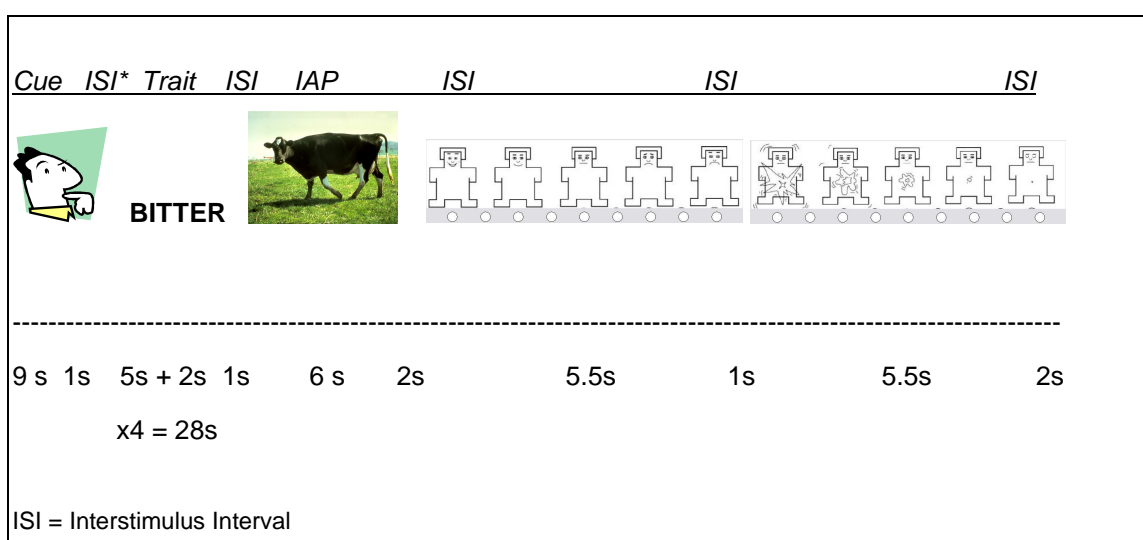 Cue ISI* Trait ISI IAP ISI ISI ISI
BITTER
--------------------------------------------------------------------------------------------------------------
9 s 1s 5s + 2s 1s 6 s 2s 5.5s 1s 5.5s 2s
x4 = 28s
ISI = Interstimulus Interval